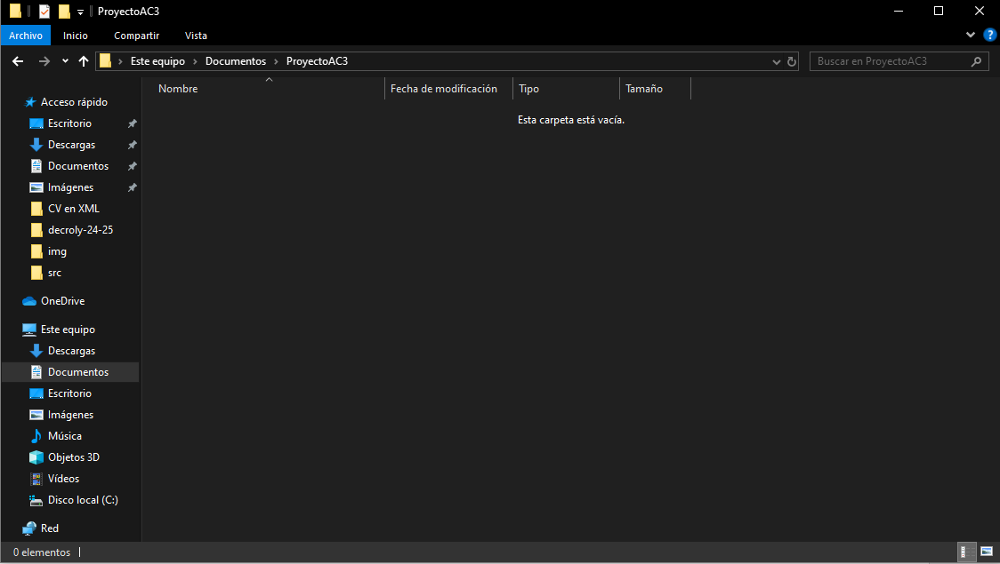 ProyectoAC3
Archivo Inicio Compartir Vista
Este equipo Documentos ProyectoAC3 Buscar en ProyectoAC3
Nombre Fecha de modificación Tipo Tamaño
Esta carpeta está vacía.
Acceso rápido
Escritorio
Descargas
Documentos
Imágenes
CV en XML
decroly-24-25
img
src
OneDrive
Este equipo
Descargas
Documentos
Escritorio
Imágenes
Música
Objetos 3D
Vídeos
Disco local (C:)
Red
0 elementos